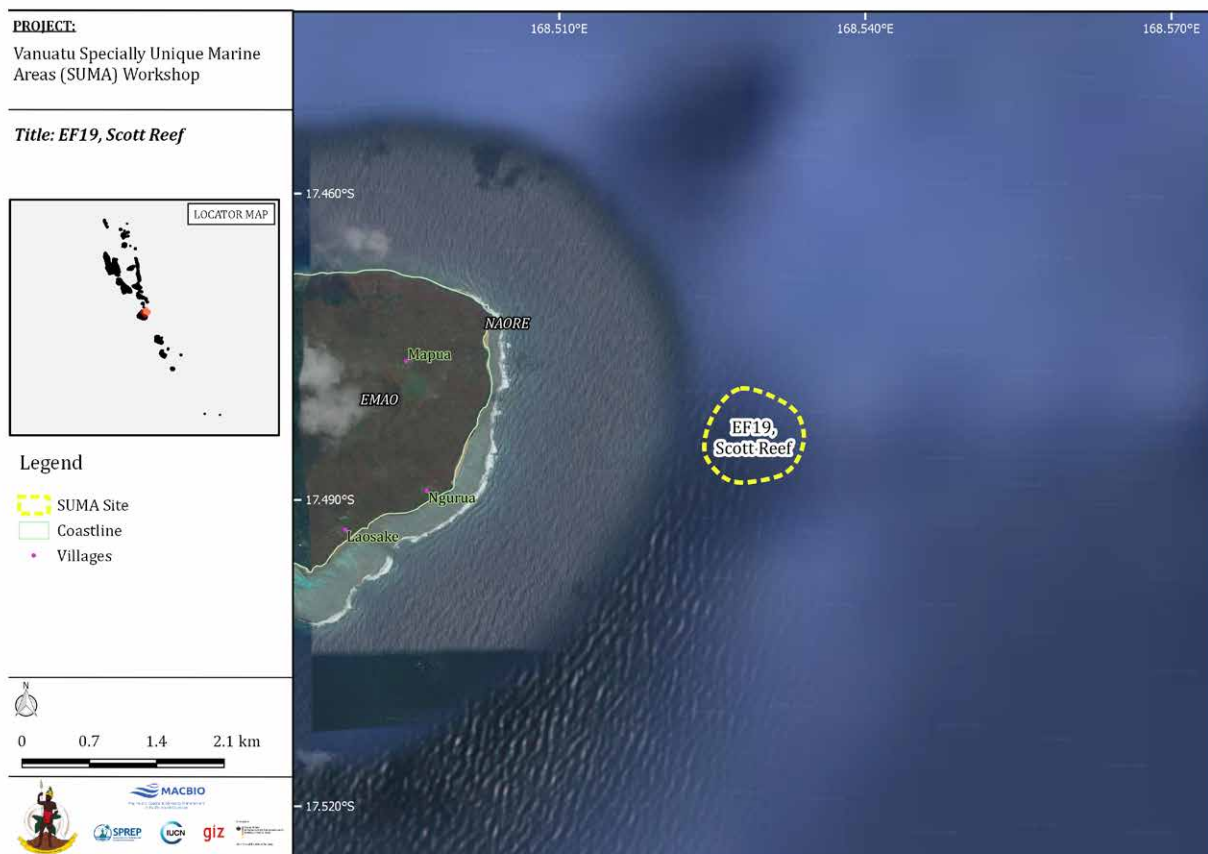 PROJECT:
Vanuatu Specially Unique Marine
Areas (SUMA) Workshop
Title: EF19, Scott Reef
LOCATOR MAP
Legend
SUMA Site
Coastline
Villages
N
0 0.7 1.4 2.1 km
MACBIO
SPREP
IUCN
giz
168.510°E 168.540°E 168.570°E
17.460°S
NAORE
Mapua
EMAO
EF19,
Scott Reef
17.490°S
Ngurua
Laosake
17.520°S